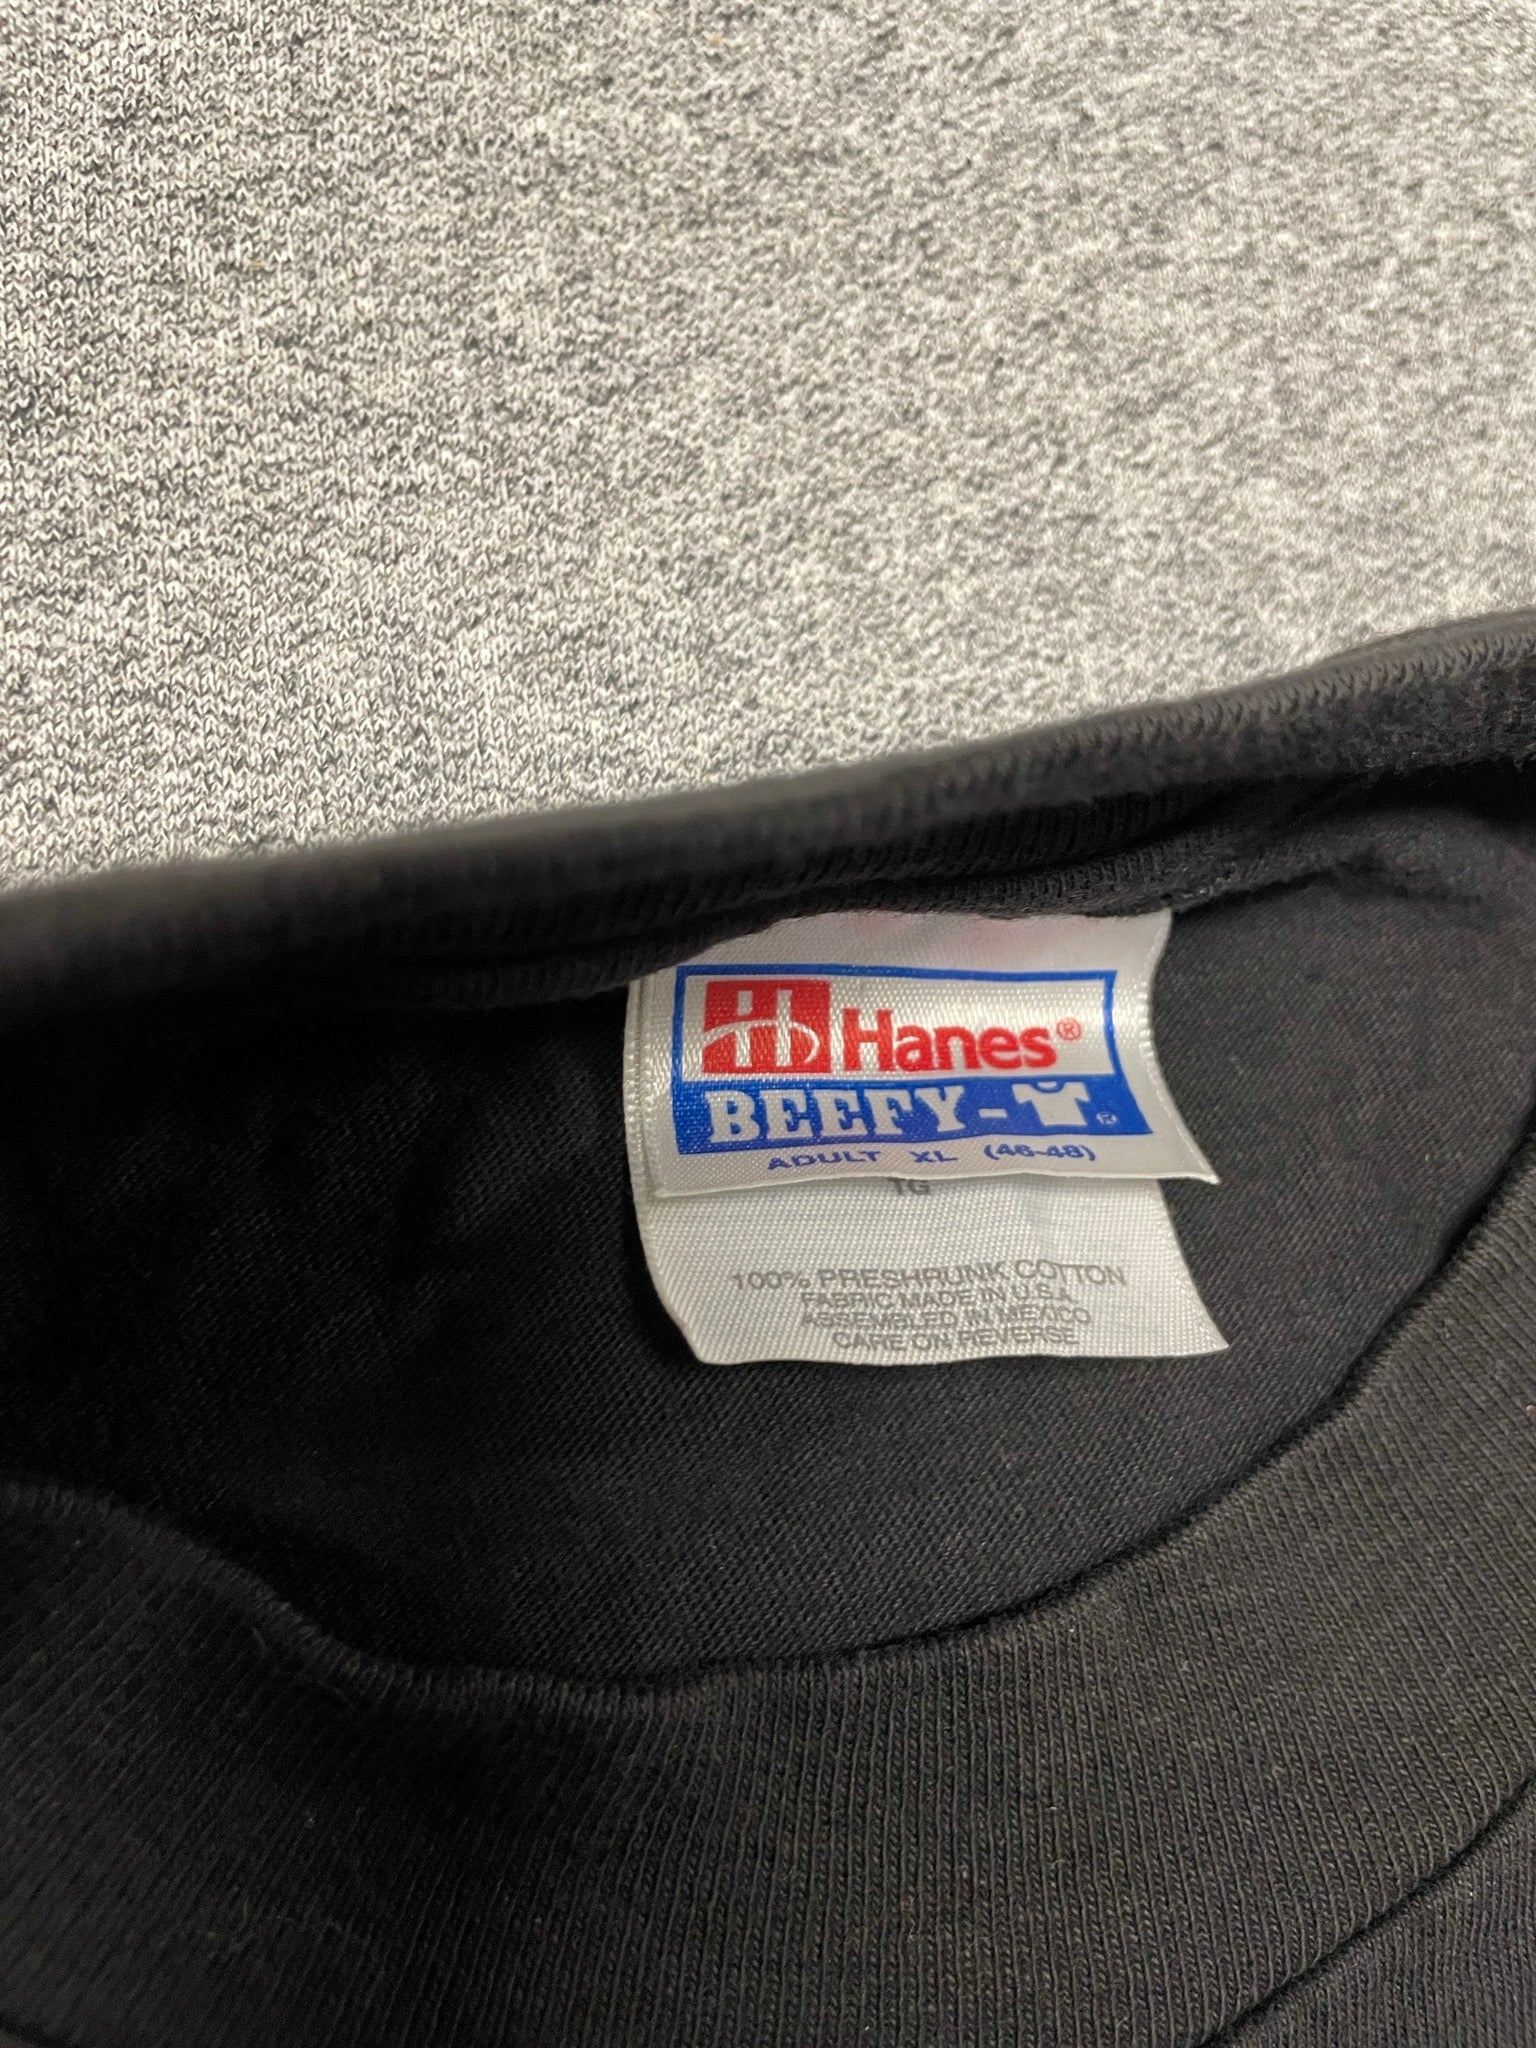 Hanes®
BEEFY-T®
ADULT XL (46-48)
TG
100% PRESHRUNK COTTON
FABRIC MADE IN U.S.A.
ASSEMBLED IN MEXICO
CARE ON REVERSE